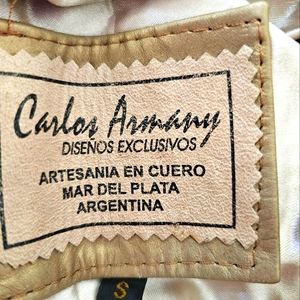 Carlos Armany
DISEÑOS EXCLUSIVOS
ARTESANIA EN CUERO
MAR DEL PLATA
ARGENTINA
S